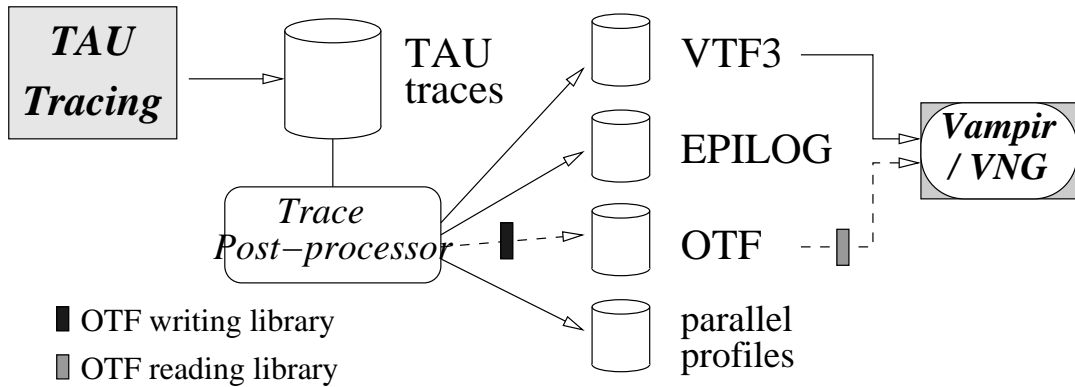 TAU
Tracing
TAU
traces
VTF3
EPILOG
Vampir
/ VNG
Trace
Post−processor
OTF
parallel
profiles
OTF writing library
OTF reading library